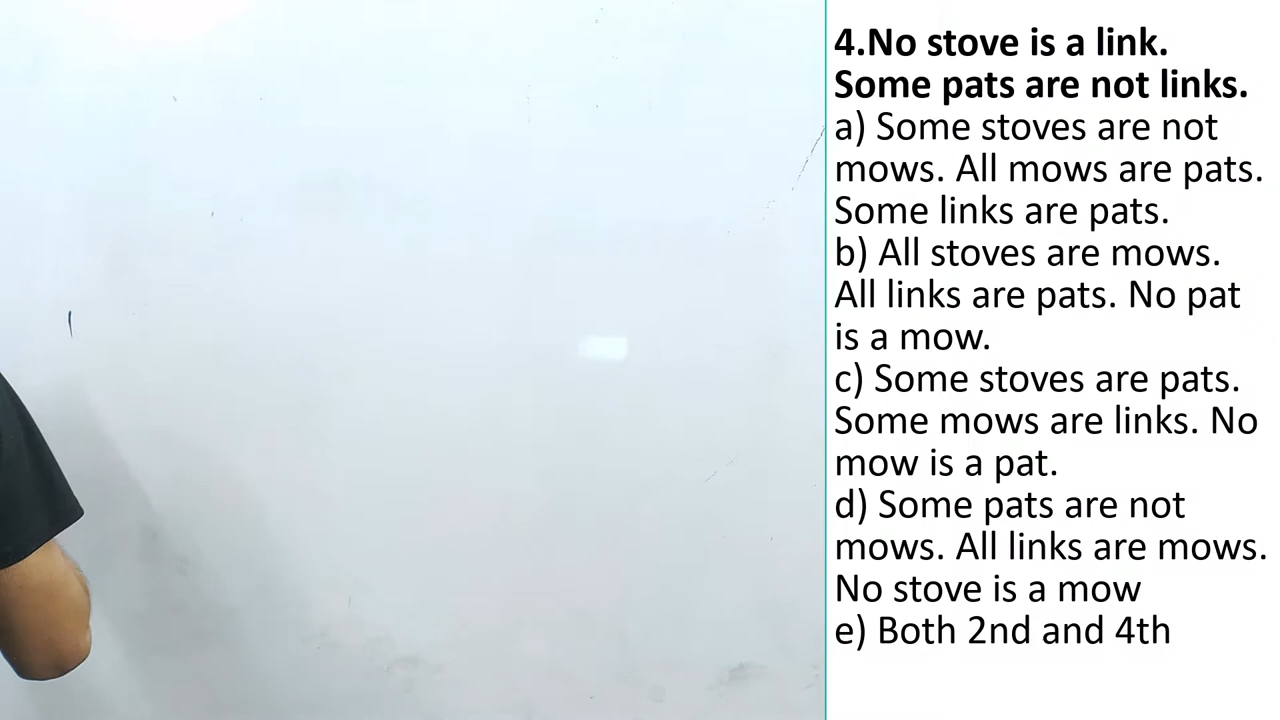 4.No stove is a link.
Some pats are not links.
a) Some stoves are not
mows. All mows are pats.
Some links are pats.
b) All stoves are mows.
All links are pats. No pat
is a mow.
c) Some stoves are pats.
Some mows are links. No
mow is a pat.
d) Some pats are not
mows. All links are mows.
No stove is a mow
e) Both 2nd and 4th